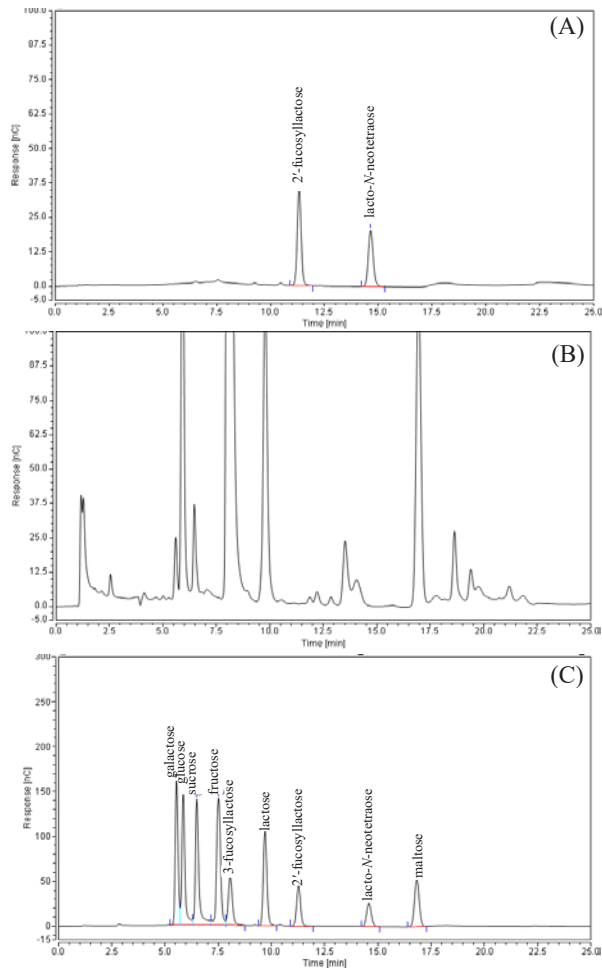 (A)
100.0
87.5
75.0
62.5
50.0
37.5
25.0
12.5
0.0
-5.0
Response [nC]
2′-fucosyllactose
lacto-N-neotetraose
0.0 2.5 5.0 7.5 10.0 12.5 15.0 17.5 20.0 22.5 25.0
Time [min]
(B)
100.0
87.5
75.0
62.5
50.0
37.5
25.0
12.5
0.0
-5.0
Response [nC]
0.0 2.5 5.0 7.5 10.0 12.5 15.0 17.5 20.0 22.5 25.0
Time [min]
(C)
300
250
200
150
100
50
0
-15
Response [nC]
galactose
glucose
sucrose
fructose
3-fucosyllactose
lactose
2′-fucosyllactose
lacto-N-neotetraose
maltose
0.0 2.5 5.0 7.5 10.0 12.5 15.0 17.5 20.0 22.5 25.0
Time [min]